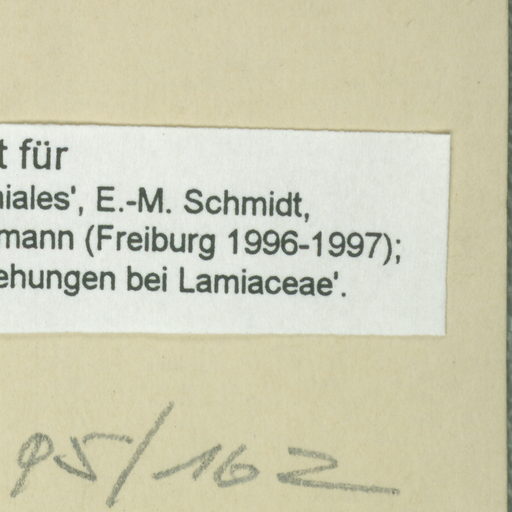 t für
niales', E.-M. Schmidt,
mann (Freiburg 1996-1997);
ehungen bei Lamiaceae'.
95/162